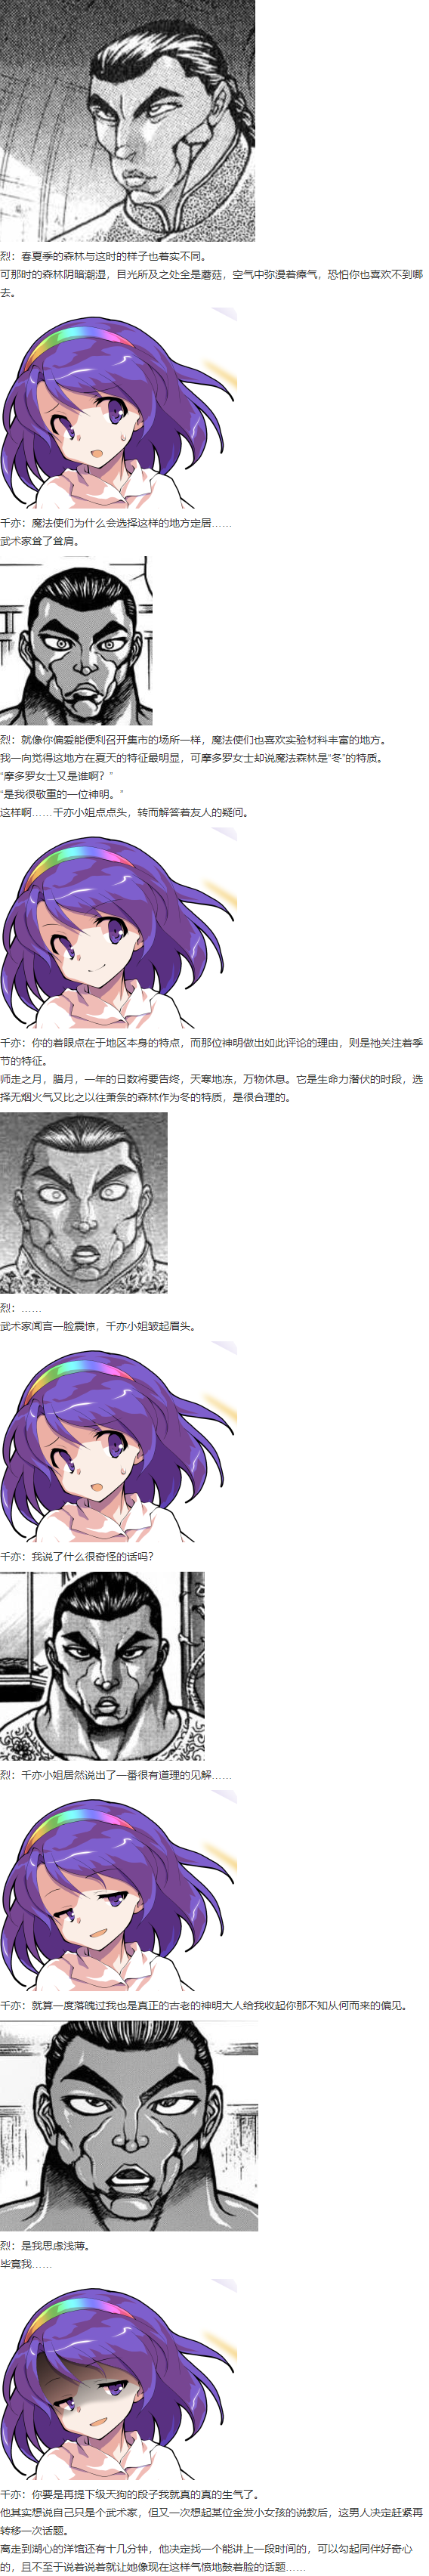 烈：春夏季的森林与这时的样子也着实不同。
可那时的森林阴暗潮湿，目光所及之处全是蘑菇，空气中弥漫着瘴气，恐怕你也喜欢不到哪
去。
千亦：魔法使们为什么会选择这样的地方定居……
武术家耸了耸肩。
烈：就像你偏爱能便利召开集市的场所一样，魔法使们也喜欢实验材料丰富的地方。
我一向觉得这地方在夏天的特征最明显，可摩多罗女士却说魔法森林是“冬”的特质。
“摩多罗女士又是谁啊？”
“是我很敬重的一位神明。”
这样啊……千亦小姐点点头，转而解答着友人的疑问。
千亦：你的着眼点在于地区本身的特点，而那位神明做出如此评论的理由，则是祂关注着季
节的特征。
师走之月，腊月，一年的日数将要告终，天寒地冻，万物休息。它是生命力潜伏的时段，选
择无烟火气又比之以往萧条的森林作为冬的特质，是很合理的。
烈：……
武术家闻言一脸震惊，千亦小姐皱起眉头。
千亦：我说了什么很奇怪的话吗？
烈：千亦小姐居然说出了一番很有道理的见解……
千亦：就算一度落魄过我也是真正的古老的神明大人给我收起你那不知从何而来的偏见。
烈：是我思虑浅薄。
毕竟我……
千亦：你要是再提下级天狗的段子我就真的真的生气了。
他其实想说自己只是个武术家，但又一次想起某位金发小女孩的说教后，这男人决定赶紧再
转移一次话题。
离走到湖心的洋馆还有十几分钟，他决定找一个能讲上一段时间的，可以勾起同伴好奇心
的，且不至于说着说着就让她像现在这样气愤地鼓着脸的话题……